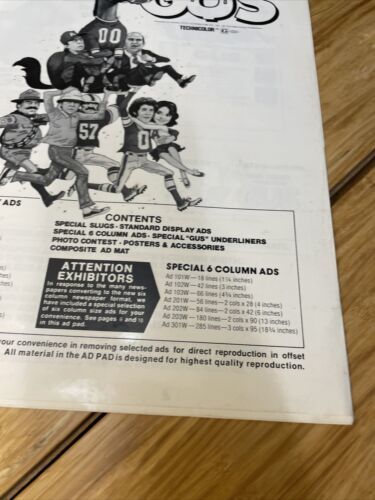 GUS
TECHNICOLOR® G
00
57
0
ADS
CONTENTS
SPECIAL SLUGS - STANDARD DISPLAY ADS
SPECIAL 6 COLUMN ADS - SPECIAL "GUS" UNDERLINERS
PHOTO CONTEST - POSTERS & ACCESSORIES
COMPOSITE AD MAT
ATTENTION
EXHIBITORS
In response to the many news-
papers converting to the new six
column newspaper format, we
have included a special selection
of six column size ads for your
convenience. See pages
in this ad pad.
SPECIAL 6 COLUMN ADS
Ad 101W — 18 lines (1¼ inches)
Ad 102W — 42 lines (3 inches)
Ad 103W — 66 lines (4¾ inches)
Ad 201W — 56 lines — 2 cols x 28 (4 inches)
Ad 202W — 84 lines — 2 cols x 42 (6 inches)
Ad 203W — 180 lines — 2 cols x 90 (13 inches)
Ad 301W — 285 lines — 3 cols x 95 (18¼ inches)
your convenience in removing selected ads for direct reproduction in offset
All material in the AD PAD is designed for highest quality reproduction.